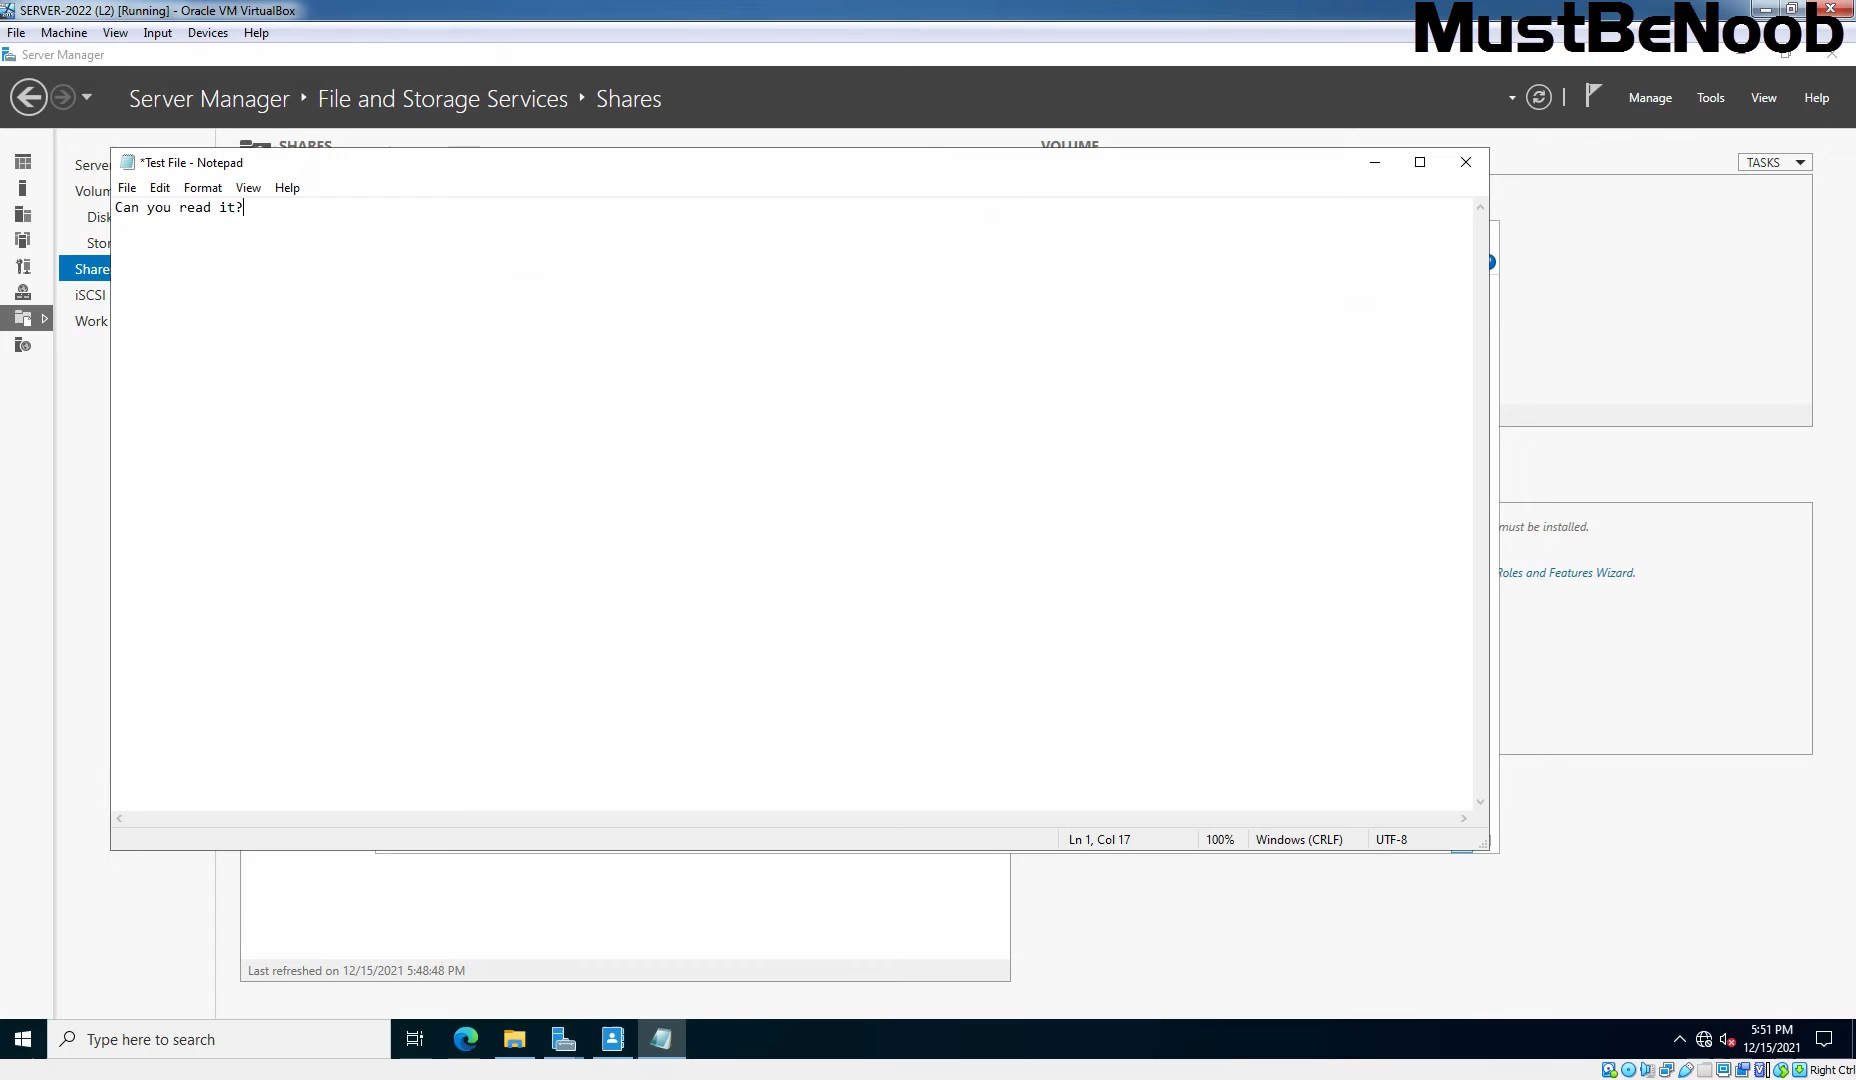 SERVER-2022 (L2) [Running] - Oracle VM VirtualBox
MustBeNoob
File Machine View Input Devices Help
Server Manager
Server Manager File and Storage Services Shares
Manage Tools View Help
SHARES
VOLUME
TASKS
Share
iSCSI
Work
*Test File - Notepad
File Edit Format View Help
Can you read it?
must be installed.
Roles and Features Wizard.
Ln 1, Col 17 100% Windows (CRLF) UTF-8
Last refreshed on 12/15/2021 5:48:48 PM
Type here to search
5:51 PM
12/15/2021
Right Ctrl